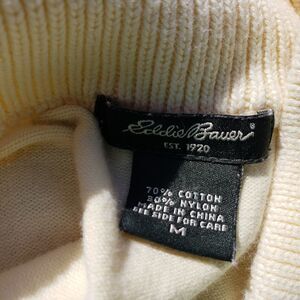 Eddie Bauer®
EST. 1920
70% COTTON
30% NYLON
MADE IN CHINA
SEE SIDE FOR CARE
M